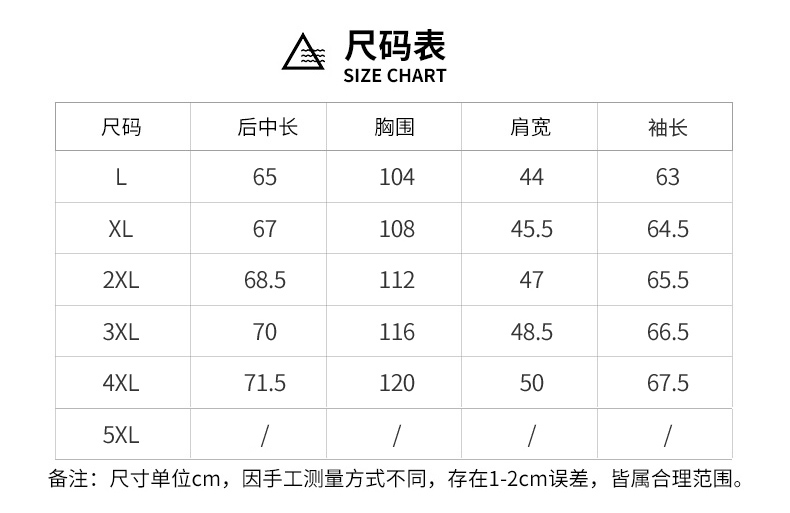 尺码表
SIZE CHART
尺码 后中长 胸围 肩宽 袖长
L 65 104 44 63
XL 67 108 45.5 64.5
2XL 68.5 112 47 65.5
3XL 70 116 48.5 66.5
4XL 71.5 120 50 67.5
5XL / / / /
备注：尺寸单位cm，因手工测量方式不同，存在1-2cm误差，皆属合理范围。